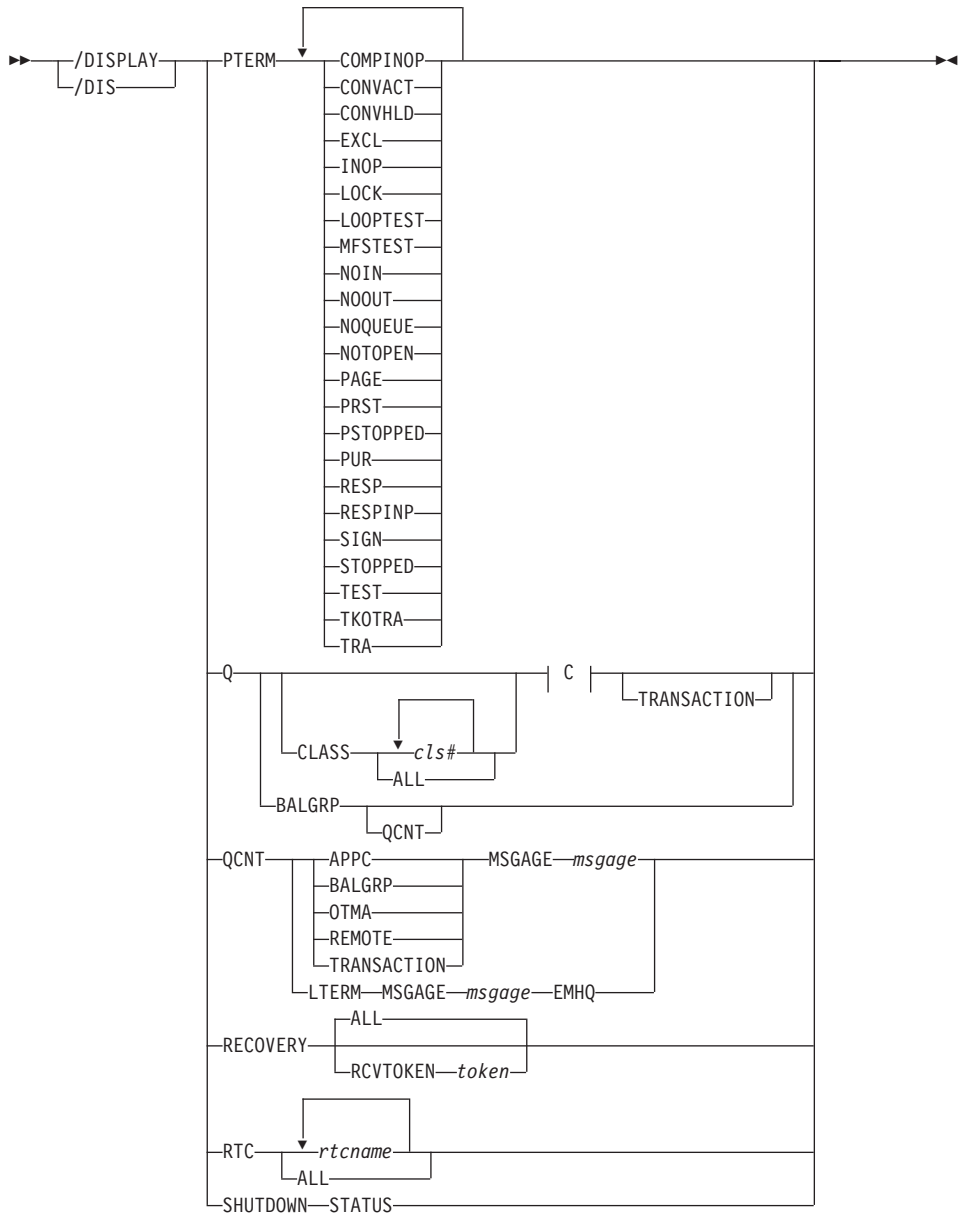 /DISPLAY PTERM COMPINOP
/DIS CONVACT
CONVHLD
EXCL
INOP
LOCK
LOOPTEST
MFSTEST
NOIN
NOOUT
NOQUEUE
NOTOPEN
PAGE
PRST
PSTOPPED
PUR
RESP
RESPINP
SIGN
STOPPED
TEST
TKOTRA
TRA
Q C
TRANSACTION
CLASS cls#
ALL
BALGRP
QCNT
QCNT APPC MSGAGE msgage
BALGRP
OTMA
REMOTE
TRANSACTION
LTERM MSGAGE msgage EMHQ
ALL
RECOVERY
RCVTOKEN token
RTC rtcname
ALL
SHUTDOWN STATUS